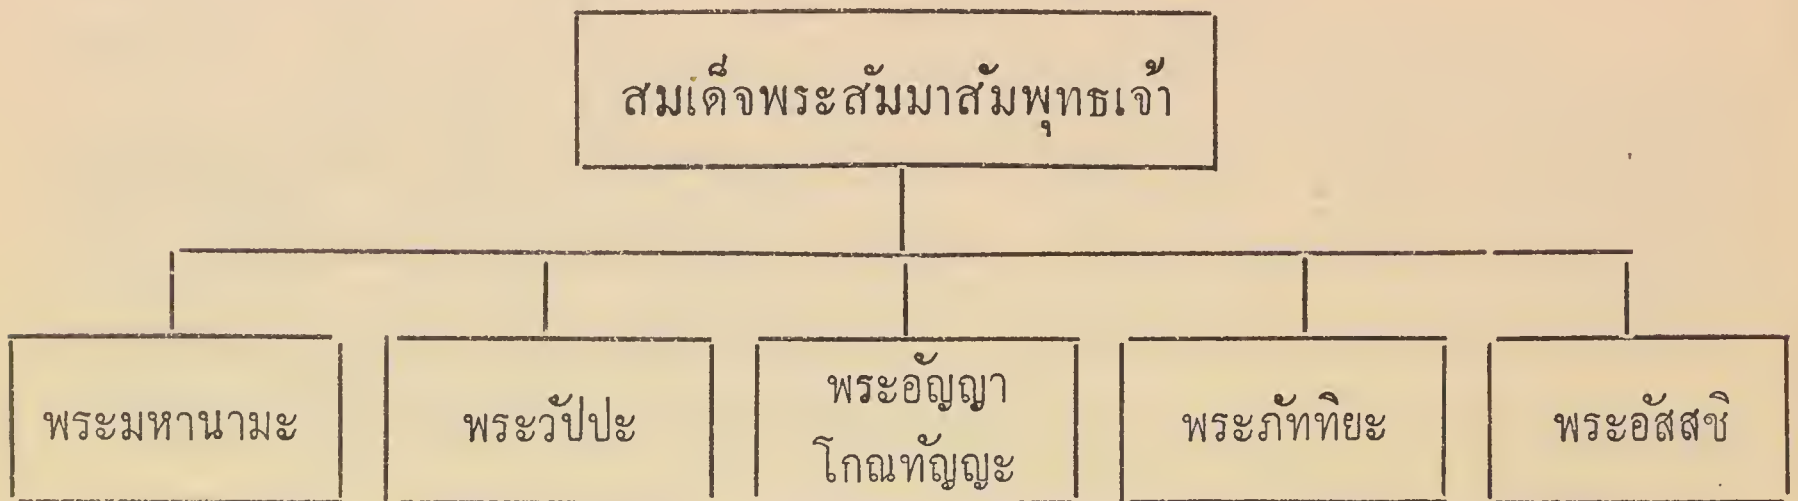 สมเด็จพระสัมมาสัมพุทธเจ้า
พระมหานามะ
พระวัปปะ
พระอัญญา
โกณทัญญะ
พระภัททิยะ
พระอัสสชิ